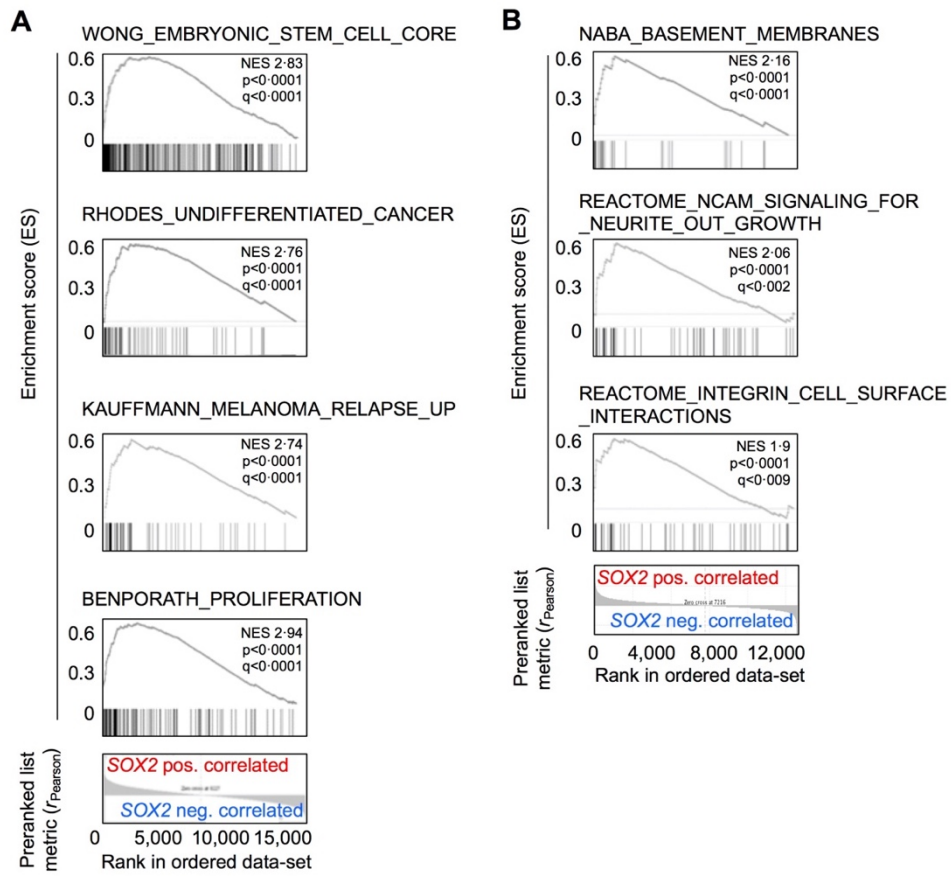 A
WONG_EMBRYONIC_STEM_CELL_CORE
0.6
0.3
0
NES 2·83
p<0·0001
q<0·0001
RHODES_UNDIFFERENTIATED_CANCER
0.6
0.3
0
NES 2·76
p<0·0001
q<0·0001
KAUFFMANN_MELANOMA_RELAPSE_UP
0.6
0.3
0
NES 2·74
p<0·0001
q<0·0001
BENPORATH_PROLIFERATION
0.6
0.3
0
NES 2·94
p<0·0001
q<0·0001
Enrichment score (ES)
Preranked list
metric (rPearson)
SOX2 pos. correlated
SOX2 neg. correlated
0 5,000 10,000 15,000
Rank in ordered data-set
B
NABA_BASEMENT_MEMBRANES
0.6
0.3
0
NES 2·16
p<0·0001
q<0·0001
REACTOME_NCAM_SIGNALING_FOR
_NEURITE_OUT_GROWTH
0.6
0.3
0
NES 2·06
p<0·0001
q<0·002
REACTOME_INTEGRIN_CELL_SURFACE
_INTERACTIONS
0.6
0.3
0
NES 1·9
p<0·0001
q<0·009
Enrichment score (ES)
Preranked list
metric (rPearson)
SOX2 pos. correlated
Zero cross at 7216
SOX2 neg. correlated
0 4,000 8,000 12,000
Rank in ordered data-set